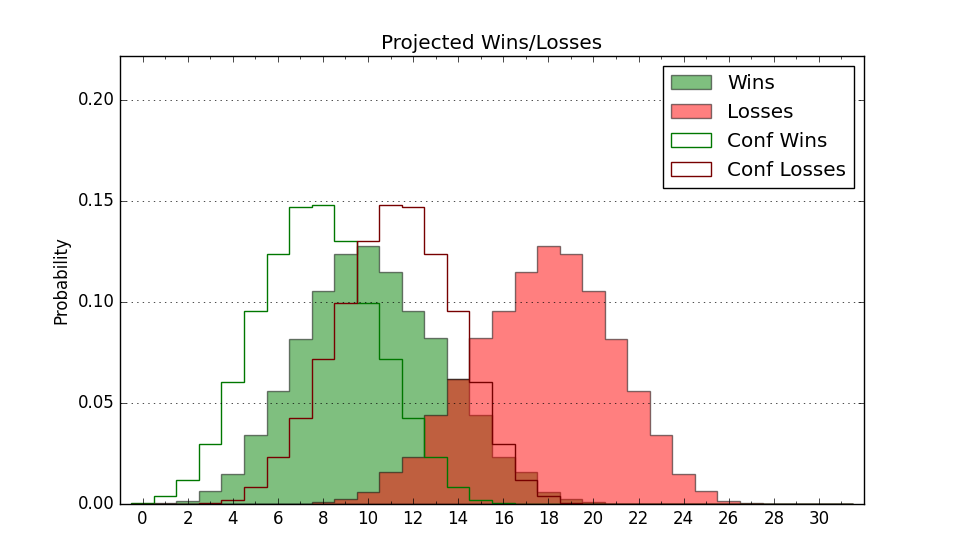 Projected Wins/Losses
Wins
Losses
Conf Wins
Conf Losses
Probability
0.20
0.15
0.10
0.05
0.00
0 2 4 6 8 10 12 14 16 18 20 22 24 26 28 30